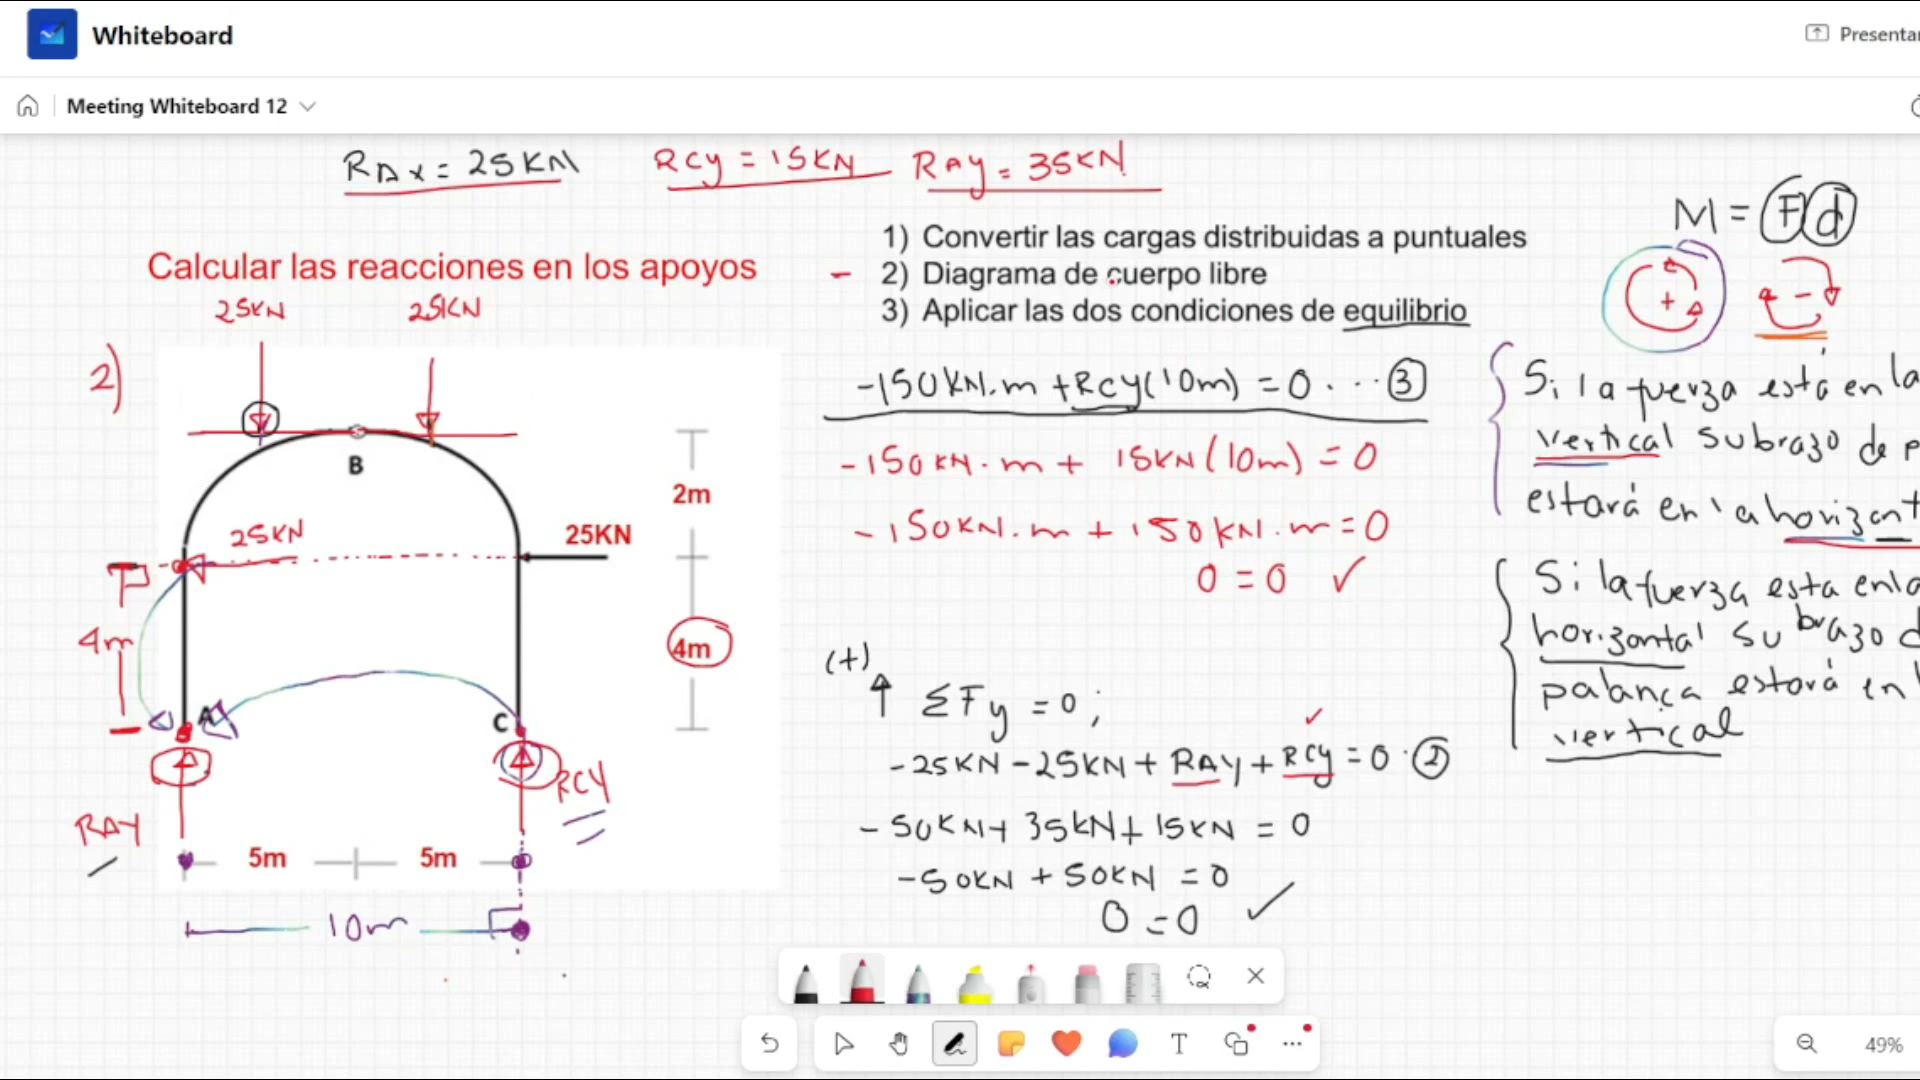 Whiteboard
Presentar
Meeting Whiteboard 12
RAx = 25KN RCy = 15KN RAy = 35KN
M = F d
1) Convertir las cargas distribuidas a puntuales
Calcular las reacciones en los apoyos
- 2) Diagrama de cuerpo libre
+ -
25KN 25KN
3) Aplicar las dos condiciones de equilibrio
2)
-150KN.m + RCy(10m) = 0 ... 3
Si la fuerza está en la
B
vertical su brazo de p
-150KN.m + 15KN(10m) = 0
2m
estará en la horizont
25KN 25KN
-150KN.m + 150KN.m = 0
0 = 0 ✓
Si la fuerza esta en la
4m
4m
horizontal su brazo d
(+)
palanca estará en l
A C
ΣFy = 0;
vertical
-25KN - 25KN + RAy + RCy = 0 . 2
RCY
RAY
-50KN + 35KN + 15KN = 0
5m 5m
-50KN + 50KN = 0
10m
0 = 0 ✓
T
49%